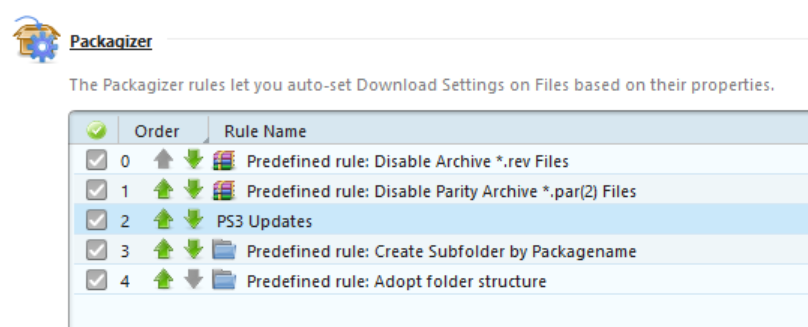 Packagizer
The Packagizer rules let you auto-set Download Settings on Files based on their properties.
Order Rule Name
0 Predefined rule: Disable Archive *.rev Files
1 Predefined rule: Disable Parity Archive *.par(2) Files
2 PS3 Updates
3 Predefined rule: Create Subfolder by Packagename
4 Predefined rule: Adopt folder structure